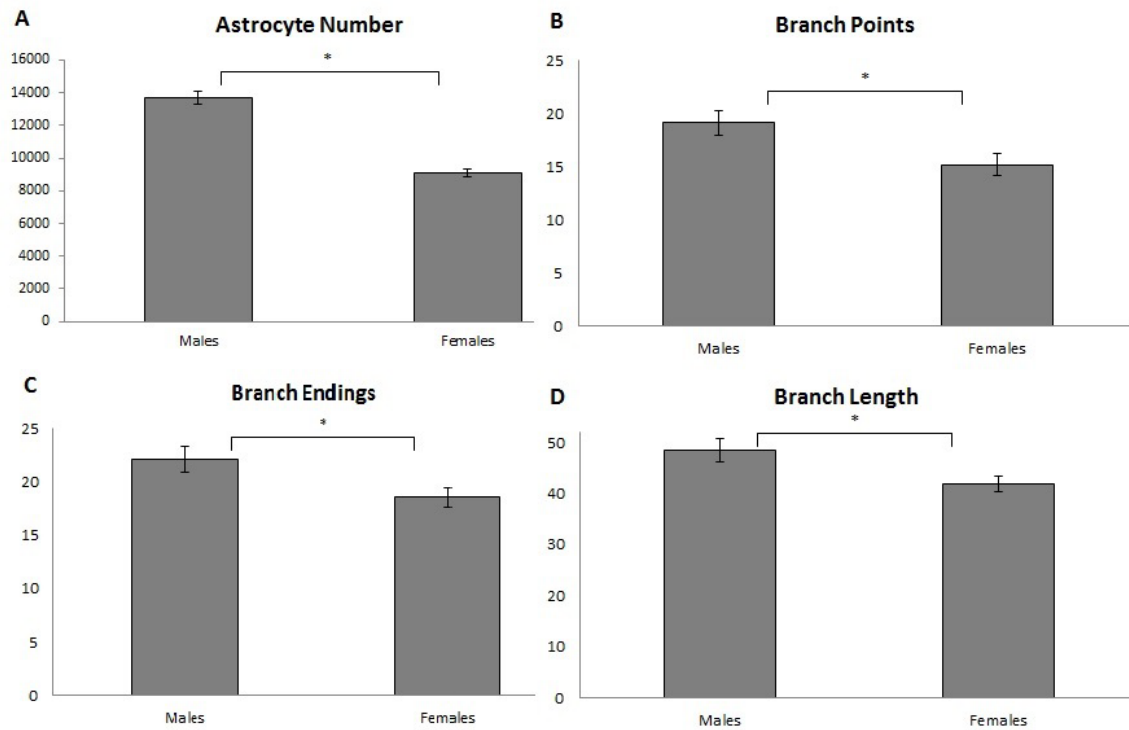 A
Astrocyte Number
16000
14000
12000
10000
8000
6000
4000
2000
0
*
Males
Females
B
Branch Points
25
20
15
10
5
0
*
Males
Females
C
Branch Endings
25
20
15
10
5
0
*
Males
Females
D
Branch Length
50
40
30
20
10
0
*
Males
Females